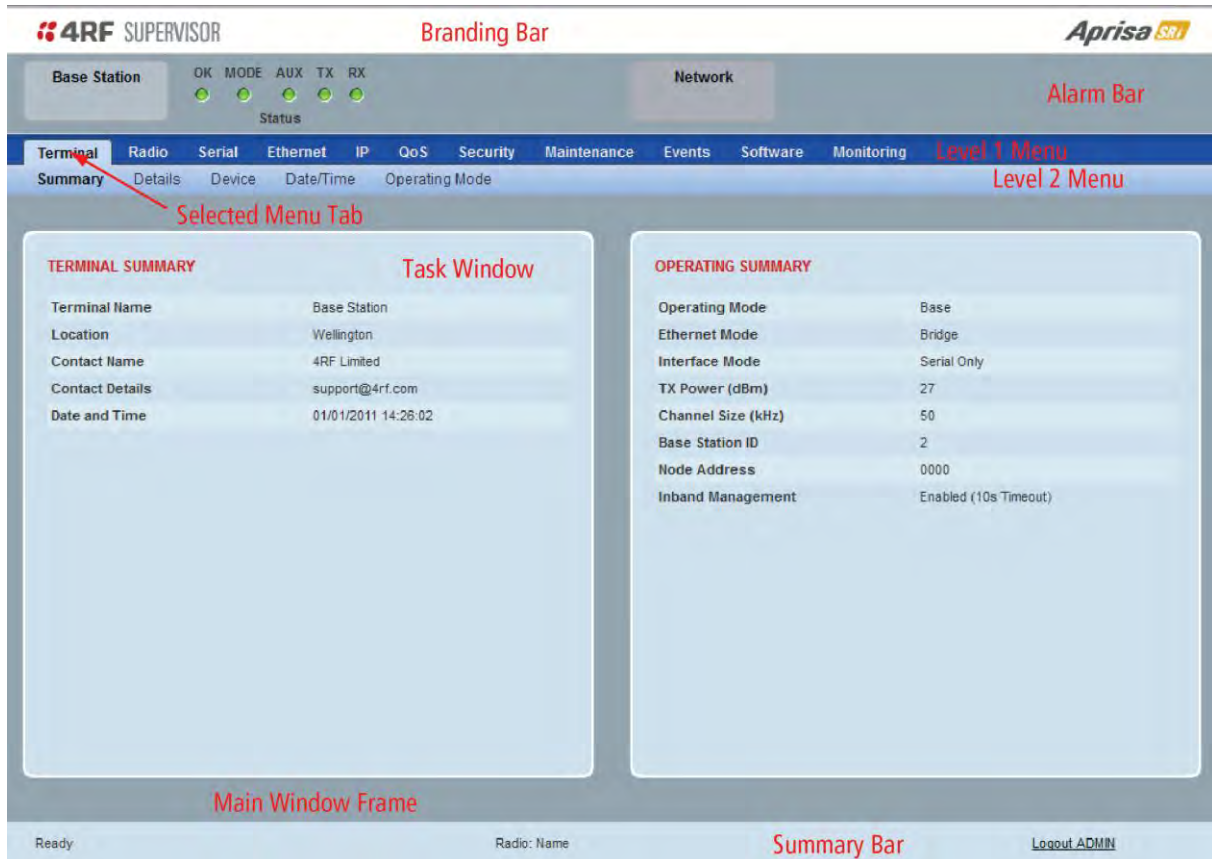 4RF SUPERVISOR Branding Bar Aprisa SRi
Base Station OK MODE AUX TX RX Network
Alarm Bar
Status
Terminal Radio Serial Ethernet IP QoS Security Maintenance Events Software Monitoring Level 1 Menu
Summary Details Device Date/Time Operating Mode Level 2 Menu
Selected Menu Tab
TERMINAL SUMMARY Task Window
Terminal Name Base Station
Location Wellington
Contact Name 4RF Limited
Contact Details support@4rf.com
Date and Time 01/01/2011 14:26:02
OPERATING SUMMARY
Operating Mode Base
Ethernet Mode Bridge
Interface Mode Serial Only
TX Power (dBm) 27
Channel Size (kHz) 50
Base Station ID 2
Node Address 0000
Inband Management Enabled (10s Timeout)
Main Window Frame
Ready Radio: Name Summary Bar Logout ADMIN